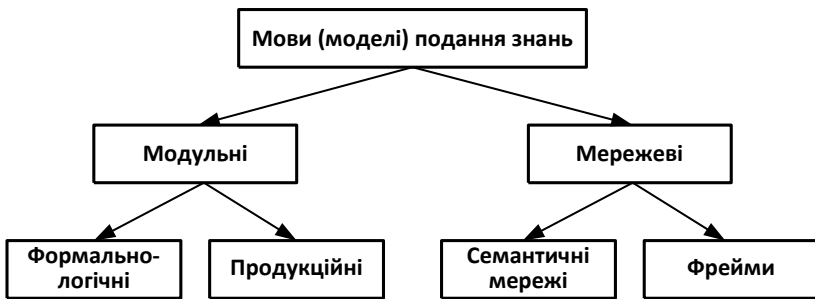 Мови (моделі) подання знань
Модульні
Мережеві
Формально-
логічні
Продукційні
Семантичні
мережі
Фрейми